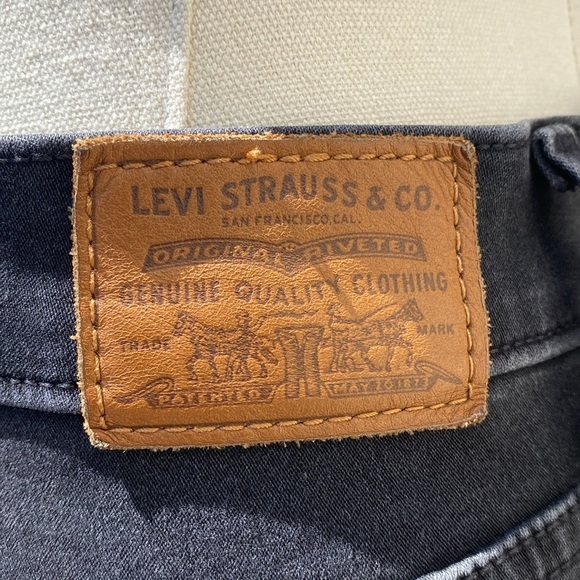 LEVI STRAUSS & CO.
SAN FRANCISCO, CAL.
ORIGINAL RIVETED
GENUINE QUALITY CLOTHING
TRADE MARK
PATENTED MAY 20 1873